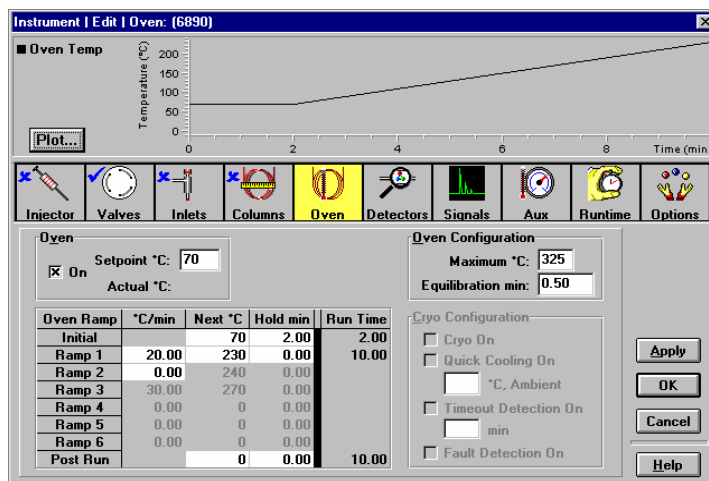 Instrument | Edit | Oven: (6890)
Oven Temp
Temperature (°C)
200
150
100
50
0
0 2 4 6 8 Time (min.
Plot...
Injector Valves Inlets Columns Oven Detectors Signals Aux Runtime Options
Oven
On
Setpoint °C: 70
Actual °C:
Oven Configuration
Maximum °C: 325
Equilibration min: 0.50
Oven Ramp °C/min Next °C Hold min Run Time
Initial 70 2.00 2.00
Ramp 1 20.00 230 0.00 10.00
Ramp 2 0.00 240 0.00
Ramp 3 30.00 270 0.00
Ramp 4 0.00 0 0.00
Ramp 5 0.00 0 0.00
Ramp 6 0.00 0 0.00
Post Run 0 0.00 10.00
Cryo Configuration
Cryo On
Quick Cooling On
°C, Ambient
Timeout Detection On
min
Fault Detection On
Apply
OK
Cancel
Help